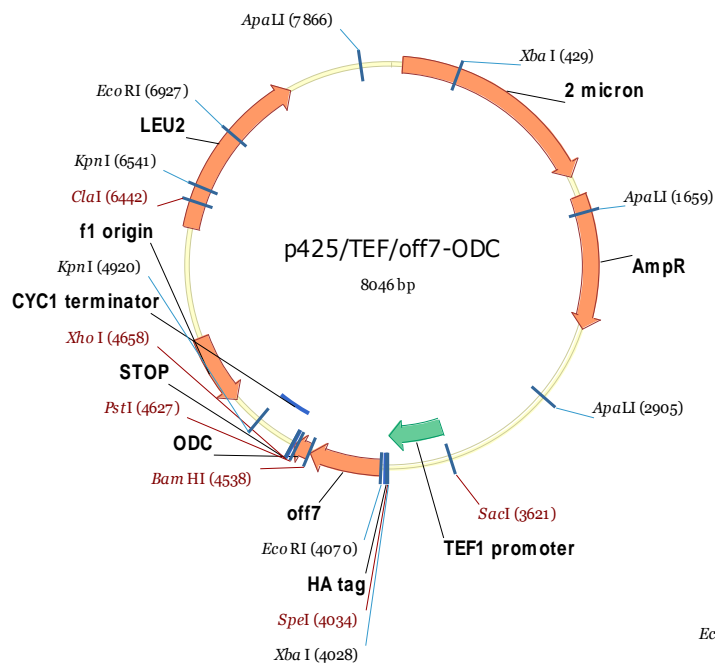 ApaLI (7866)
XbaI (429)
2 micron
EcoRI (6927)
LEU2
KpnI (6541)
ApaLI (1659)
ClaI (6442)
f1 origin
p425/TEF/off7-ODC
AmpR
KpnI (4920)
8046 bp
CYC1 terminator
XhoI (4658)
STOP
PstI (4627)
ApaLI (2905)
ODC
BamHI (4538)
off7
SacI (3621)
EcoRI (4070)
TEF1 promoter
HA tag
SpeI (4034)
Ec
XbaI (4028)